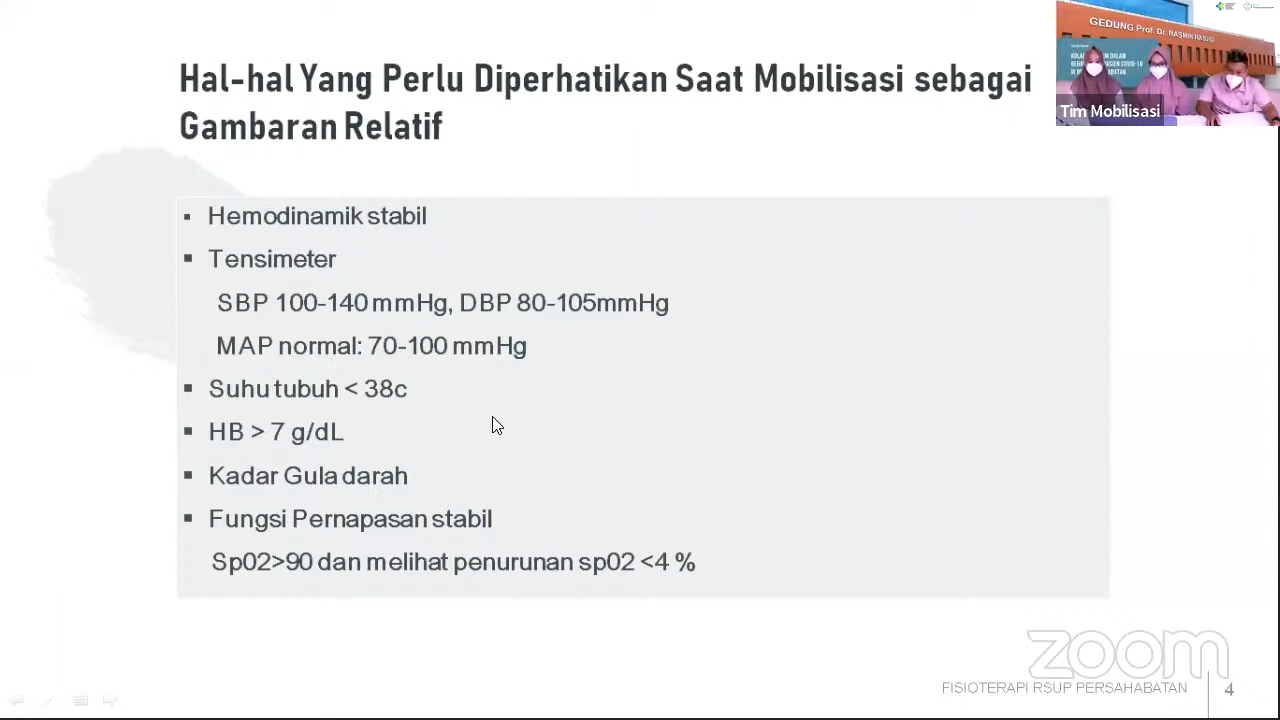 Hal-hal Yang Perlu Diperhatikan Saat Mobilisasi sebagai
Gambaran Relatif
GEDUNG Prof. Dr. RASMIN RASJID
Tim Mobilisasi
▪ Hemodinamik stabil
▪ Tensimeter
SBP 100-140 mmHg, DBP 80-105mmHg
MAP normal: 70-100 mmHg
▪ Suhu tubuh < 38c
▪ HB > 7 g/dL
▪ Kadar Gula darah
▪ Fungsi Pernapasan stabil
Sp02>90 dan melihat penurunan sp02 <4 %
zoom
FISIOTERAPI RSUP PERSAHABATAN
4